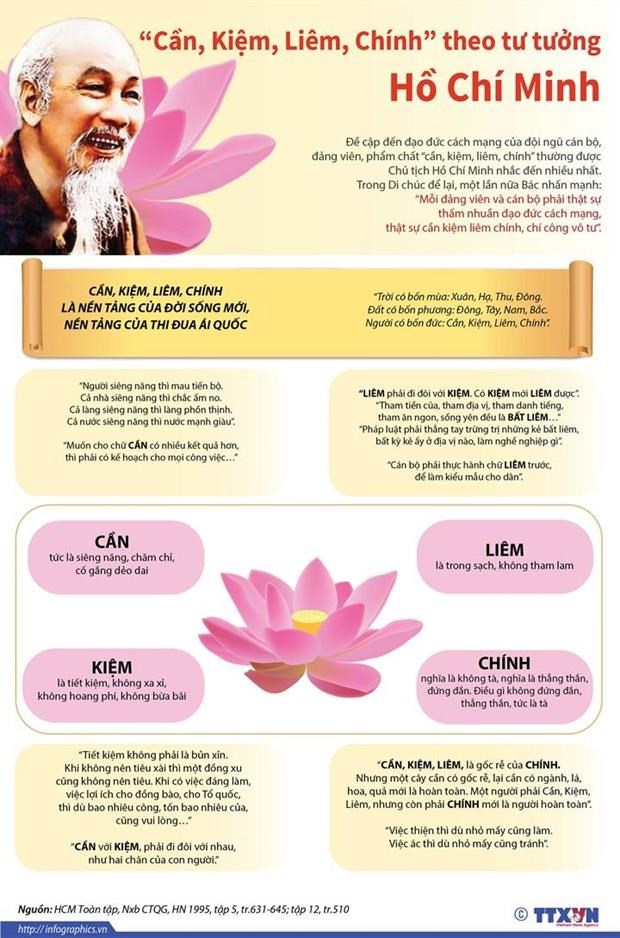 “Cần, Kiệm, Liêm, Chính” theo tư tưởng
Hồ Chí Minh
Đề cập đến đạo đức cách mạng của đội ngũ cán bộ,
đảng viên, phẩm chất “cần, kiệm, liêm, chính” thường được
Chủ tịch Hồ Chí Minh nhắc đến nhiều nhất.
Trong Di chúc để lại, một lần nữa Bác nhấn mạnh:
“Mỗi đảng viên và cán bộ phải thật sự
thấm nhuần đạo đức cách mạng,
thật sự cần kiệm liêm chính, chí công vô tư”.
CẦN, KIỆM, LIÊM, CHÍNH
LÀ NỀN TẢNG CỦA ĐỜI SỐNG MỚI,
NỀN TẢNG CỦA THI ĐUA ÁI QUỐC
“Trời có bốn mùa: Xuân, Hạ, Thu, Đông.
Đất có bốn phương: Đông, Tây, Nam, Bắc.
Người có bốn đức: Cần, Kiệm, Liêm, Chính”.
“Người siêng năng thì mau tiến bộ.
Cả nhà siêng năng thì chắc ấm no.
Cả làng siêng năng thì làng phồn thịnh.
Cả nước siêng năng thì nước mạnh giàu”.
“Muốn cho chữ CẦN có nhiều kết quả hơn,
thì phải có kế hoạch cho mọi công việc…”
“LIÊM phải đi đôi với KIỆM. Có KIỆM mới LIÊM được”.
“Tham tiền của, tham địa vị, tham danh tiếng,
tham ăn ngon, sống yên đều là BẤT LIÊM…”
“Pháp luật phải thẳng tay trừng trị những kẻ bất liêm,
bất kỳ kẻ ấy ở địa vị nào, làm nghề nghiệp gì”.
“Cán bộ phải thực hành chữ LIÊM trước,
để làm kiểu mẫu cho dân”.
CẦN
tức là siêng năng, chăm chỉ,
cố gắng dẻo dai
LIÊM
là trong sạch, không tham lam
KIỆM
là tiết kiệm, không xa xỉ,
không hoang phí, không bừa bãi
CHÍNH
nghĩa là không tà, nghĩa là thẳng thắn,
đứng đắn. Điều gì không đứng đắn,
thẳng thắn, tức là tà
“Tiết kiệm không phải là bủn xỉn.
Khi không nên tiêu xài thì một đồng xu
cũng không nên tiêu. Khi có việc đáng làm,
việc lợi ích cho đồng bào, cho Tổ quốc,
thì dù bao nhiêu công, tốn bao nhiêu của,
cũng vui lòng…”
“CẦN với KIỆM, phải đi đôi với nhau,
như hai chân của con người.”
“CẦN, KIỆM, LIÊM, là gốc rễ của CHÍNH.
Nhưng một cây cần có gốc rễ, lại cần có ngành, lá,
hoa, quả mới là hoàn toàn. Một người phải Cần, Kiệm,
Liêm, nhưng còn phải CHÍNH mới là người hoàn toàn”.
“Việc thiện thì dù nhỏ mấy cũng làm.
Việc ác thì dù nhỏ mấy cũng tránh”.
Nguồn: HCM Toàn tập, Nxb CTQG, HN 1995, tập 5, tr.631-645; tập 12, tr.510
http://infographics.vn
© TTXVN
Vietnam News Agency